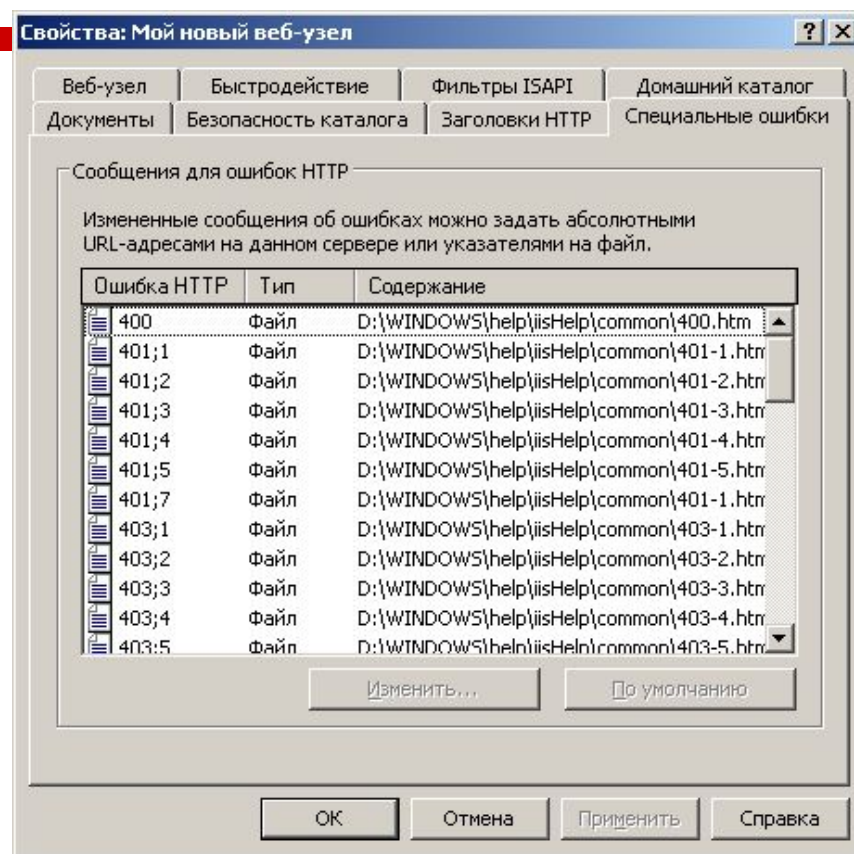 Свойства: Мой новый веб-узел
Веб-узел Быстродействие Фильтры ISAPI Домашний каталог
Документы Безопасность каталога Заголовки HTTP Специальные ошибки
Сообщения для ошибок HTTP
Измененные сообщения об ошибках можно задать абсолютными
URL-адресами на данном сервере или указателями на файл.
Ошибка HTTP Тип Содержание
400 Файл D:\WINDOWS\help\iisHelp\common\400.htm
401;1 Файл D:\WINDOWS\help\iisHelp\common\401-1.htm
401;2 Файл D:\WINDOWS\help\iisHelp\common\401-2.htm
401;3 Файл D:\WINDOWS\help\iisHelp\common\401-3.htm
401;4 Файл D:\WINDOWS\help\iisHelp\common\401-4.htm
401;5 Файл D:\WINDOWS\help\iisHelp\common\401-5.htm
401;7 Файл D:\WINDOWS\help\iisHelp\common\401-1.htm
403;1 Файл D:\WINDOWS\help\iisHelp\common\403-1.htm
403;2 Файл D:\WINDOWS\help\iisHelp\common\403-2.htm
403;3 Файл D:\WINDOWS\help\iisHelp\common\403-3.htm
403;4 Файл D:\WINDOWS\help\iisHelp\common\403-4.htm
403;5 Файл D:\WINDOWS\help\iisHelp\common\403-5.htm
Изменить... По умолчанию
ОК Отмена Применить Справка